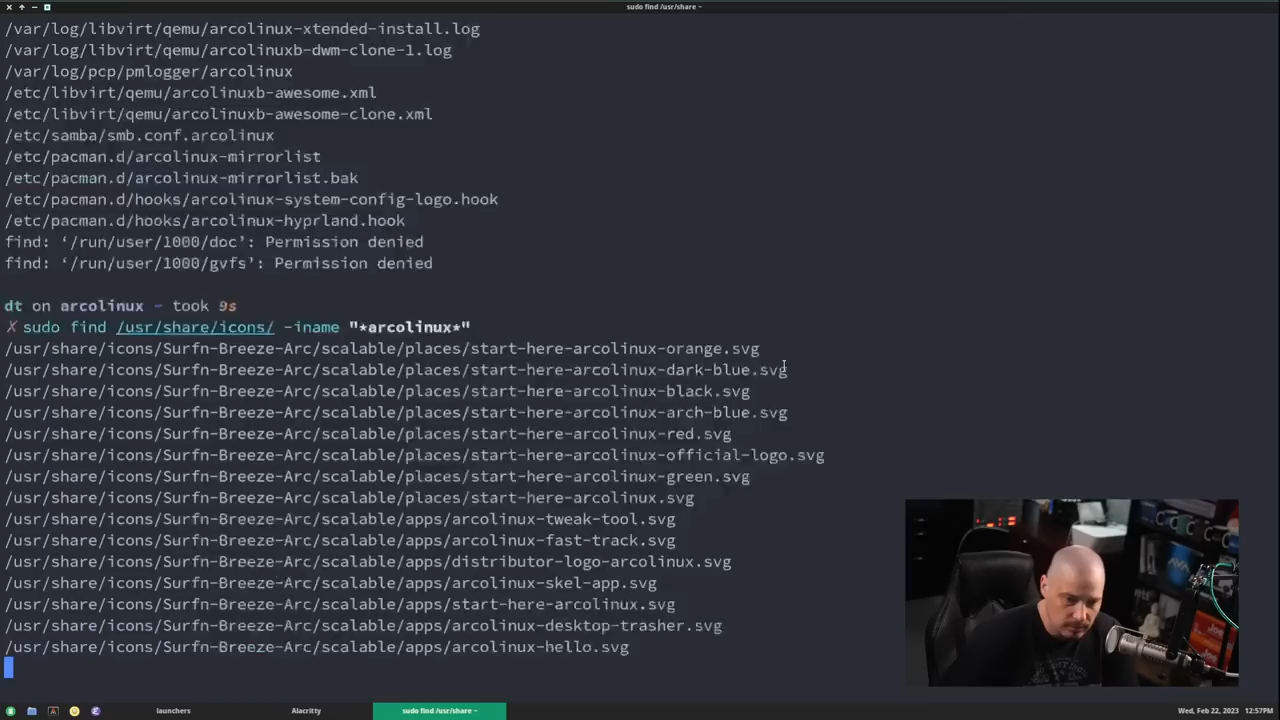 sudo find /usr/share ~
/var/log/libvirt/qemu/arcolinux-xtended-install.log
/var/log/libvirt/qemu/arcolinuxb-dwm-clone-1.log
/var/log/pcp/pmlogger/arcolinux
/etc/libvirt/qemu/arcolinuxb-awesome.xml
/etc/libvirt/qemu/arcolinuxb-awesome-clone.xml
/etc/samba/smb.conf.arcolinux
/etc/pacman.d/arcolinux-mirrorlist
/etc/pacman.d/arcolinux-mirrorlist.bak
/etc/pacman.d/hooks/arcolinux-system-config-logo.hook
/etc/pacman.d/hooks/arcolinux-hyprland.hook
find: ‘/run/user/1000/doc’: Permission denied
find: ‘/run/user/1000/gvfs’: Permission denied
dt on arcolinux ~ took 9s
X sudo find /usr/share/icons/ -iname "*arcolinux*"
/usr/share/icons/Surfn-Breeze-Arc/scalable/places/start-here-arcolinux-orange.svg
/usr/share/icons/Surfn-Breeze-Arc/scalable/places/start-here-arcolinux-dark-blue.svg
/usr/share/icons/Surfn-Breeze-Arc/scalable/places/start-here-arcolinux-black.svg
/usr/share/icons/Surfn-Breeze-Arc/scalable/places/start-here-arcolinux-arch-blue.svg
/usr/share/icons/Surfn-Breeze-Arc/scalable/places/start-here-arcolinux-red.svg
/usr/share/icons/Surfn-Breeze-Arc/scalable/places/start-here-arcolinux-official-logo.svg
/usr/share/icons/Surfn-Breeze-Arc/scalable/places/start-here-arcolinux-green.svg
/usr/share/icons/Surfn-Breeze-Arc/scalable/places/start-here-arcolinux.svg
/usr/share/icons/Surfn-Breeze-Arc/scalable/apps/arcolinux-tweak-tool.svg
/usr/share/icons/Surfn-Breeze-Arc/scalable/apps/arcolinux-fast-track.svg
/usr/share/icons/Surfn-Breeze-Arc/scalable/apps/distributor-logo-arcolinux.svg
/usr/share/icons/Surfn-Breeze-Arc/scalable/apps/arcolinux-skel-app.svg
/usr/share/icons/Surfn-Breeze-Arc/scalable/apps/start-here-arcolinux.svg
/usr/share/icons/Surfn-Breeze-Arc/scalable/apps/arcolinux-desktop-trasher.svg
/usr/share/icons/Surfn-Breeze-Arc/scalable/apps/arcolinux-hello.svg
launchers Alacritty sudo find /usr/share ~ Wed, Feb 22, 2023 12:57PM